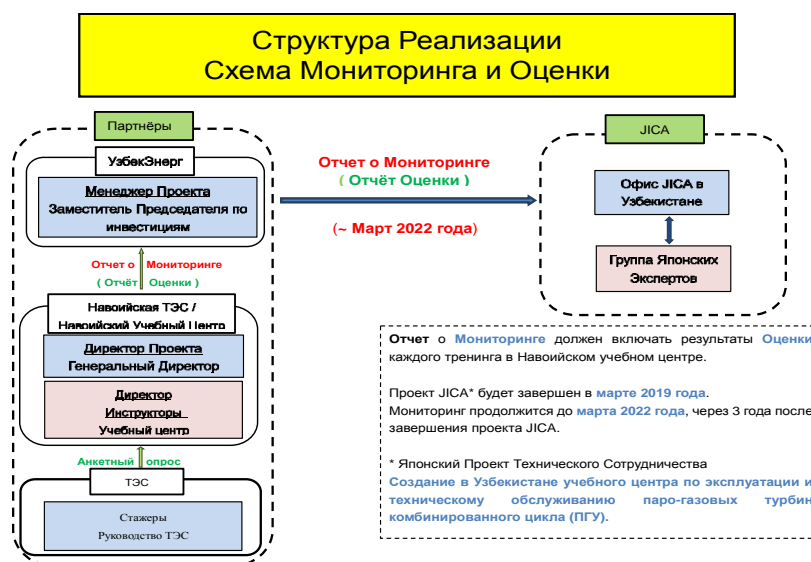 Структура Реализации
Схема Мониторинга и Оценки
Партнёры
УзбекЭнерг
Менеджер Проекта
Заместитель Председателя по
инвестициям
Отчет о Мониторинге
( Отчёт Оценки )
Навоийская ТЭС /
Навоийский Учебный Центр
Директор Проекта
Генеральный Директор
Директор
Инструкторы
Учебный центр
Анкетный опрос
ТЭС
Стажеры
Руководство ТЭС
Отчет о Мониторинге
( Отчёт Оценки )
(~ Март 2022 года)
JICA
Офис JICA в
Узбекистане
Группа Японских
Экспертов
Отчет о Мониторинге должен включать результаты Оценки
каждого тренинга в Навоийском учебном центре.
Проект JICA* будет завершен в марте 2019 года.
Мониторинг продолжится до марта 2022 года, через 3 года после
завершения проекта JICA.
* Японский Проект Технического Сотрудничества
Создание в Узбекистане учебного центра по эксплуатации и
техническому обслуживанию паро-газовых турбин
комбинированного цикла (ПГУ).